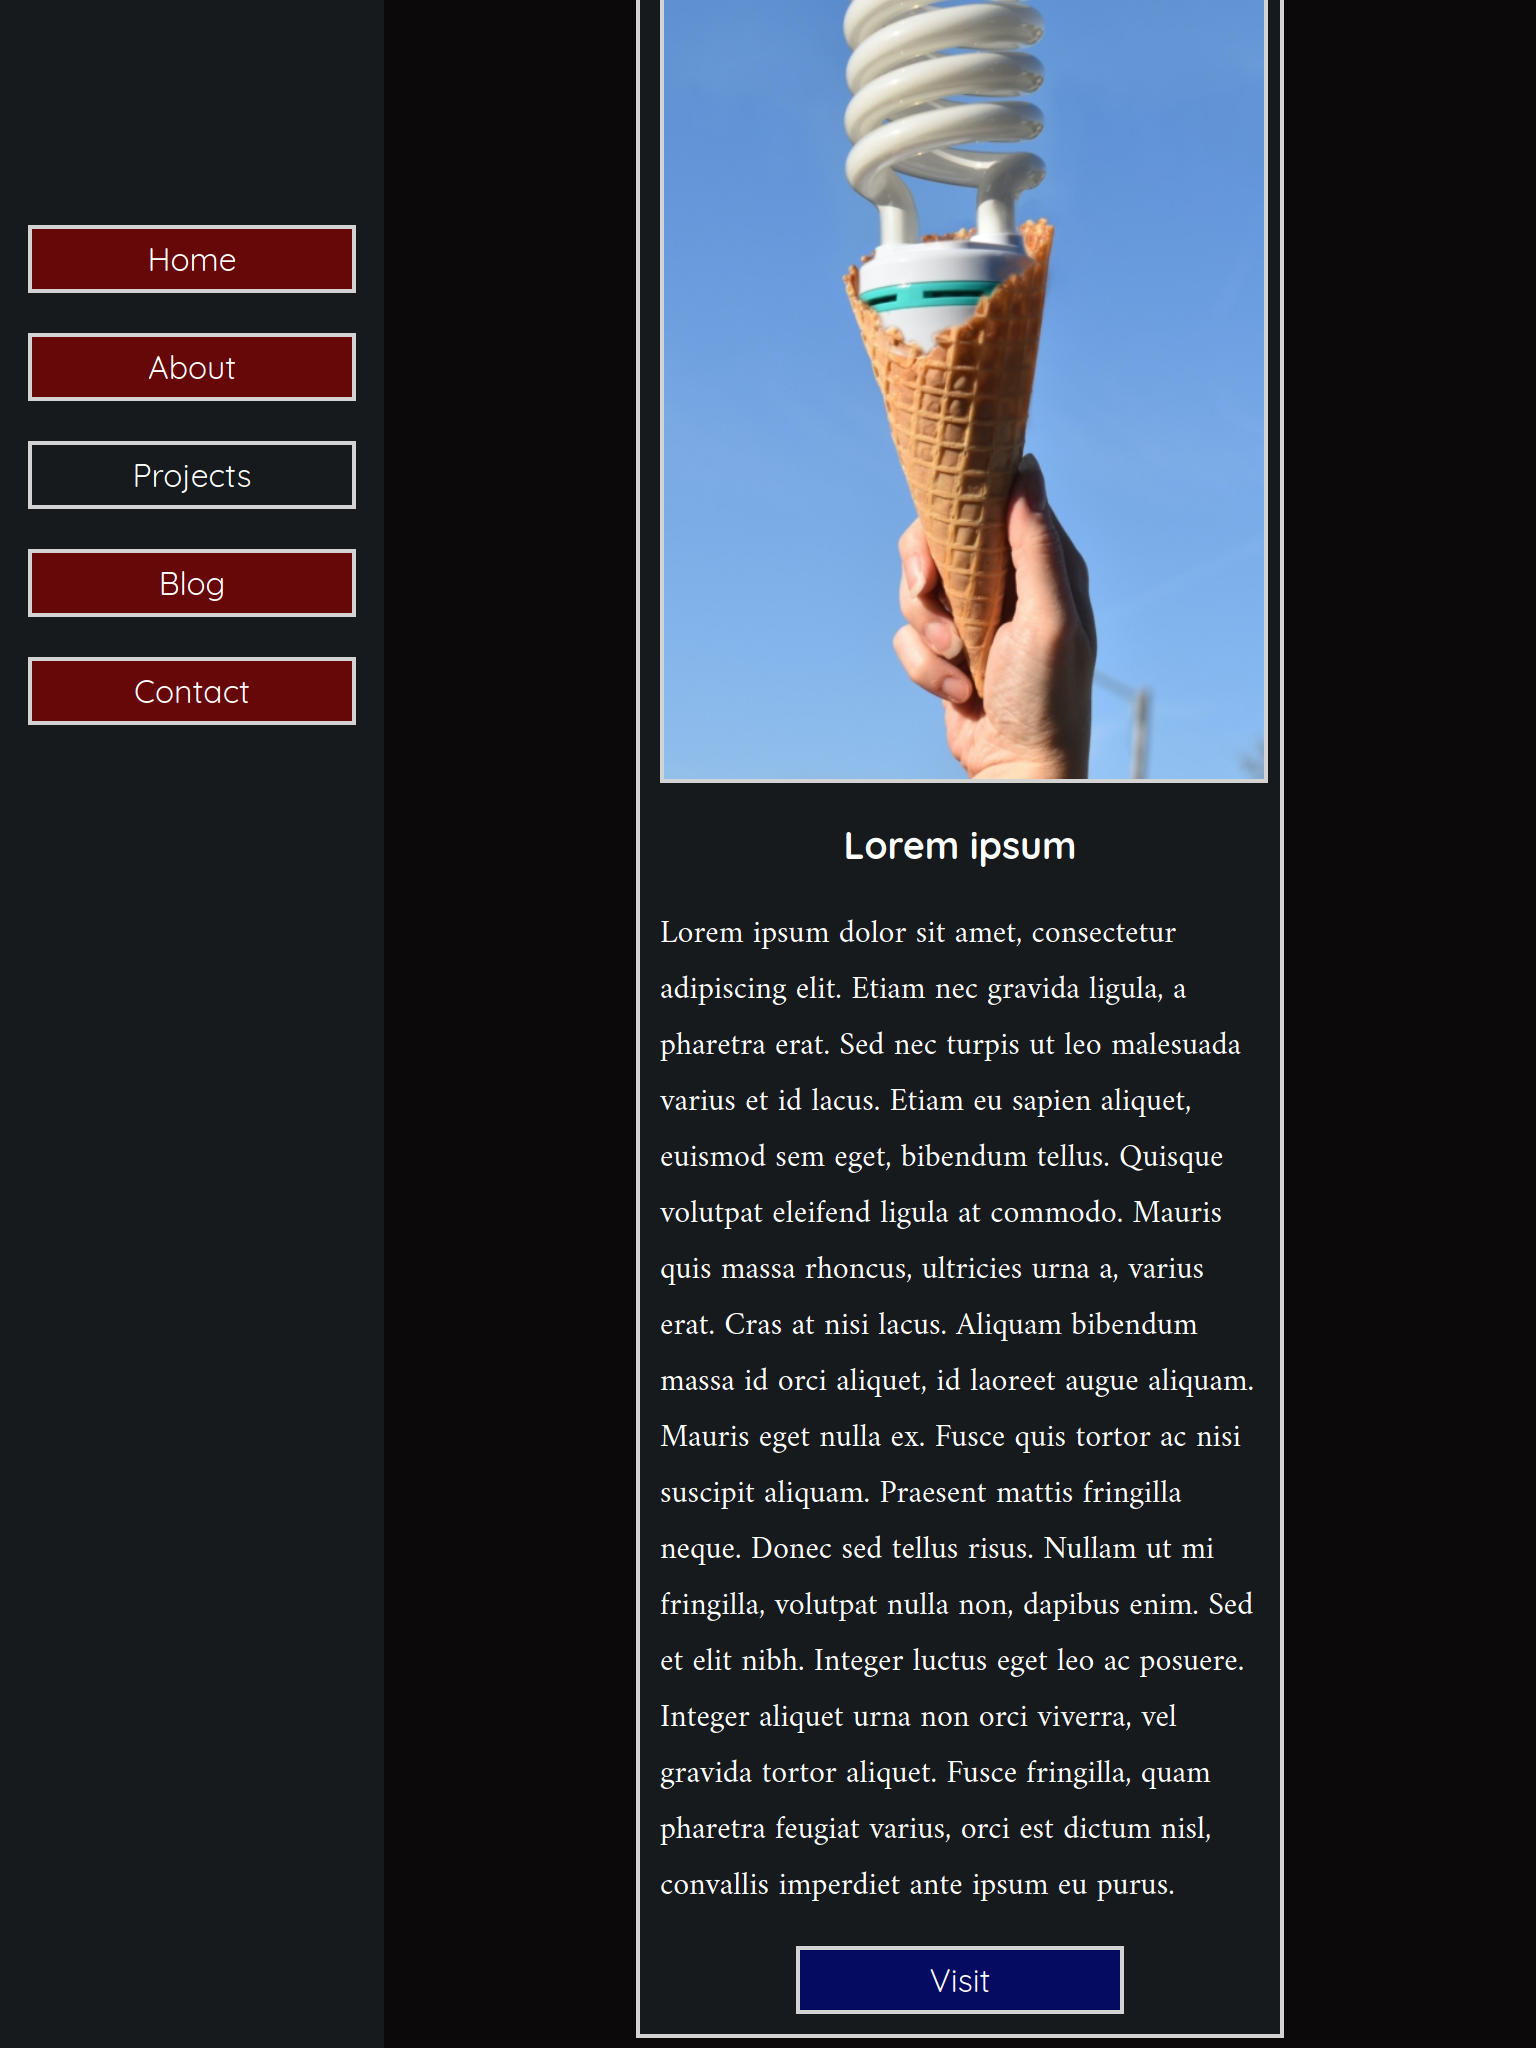 Home
About
Projects
Blog
Contact
Lorem ipsum
Lorem ipsum dolor sit amet, consectetur
adipiscing elit. Etiam nec gravida ligula, a
pharetra erat. Sed nec turpis ut leo malesuada
varius et id lacus. Etiam eu sapien aliquet,
euismod sem eget, bibendum tellus. Quisque
volutpat eleifend ligula at commodo. Mauris
quis massa rhoncus, ultricies urna a, varius
erat. Cras at nisi lacus. Aliquam bibendum
massa id orci aliquet, id laoreet augue aliquam.
Mauris eget nulla ex. Fusce quis tortor ac nisi
suscipit aliquam. Praesent mattis fringilla
neque. Donec sed tellus risus. Nullam ut mi
fringilla, volutpat nulla non, dapibus enim. Sed
et elit nibh. Integer luctus eget leo ac posuere.
Integer aliquet urna non orci viverra, vel
gravida tortor aliquet. Fusce fringilla, quam
pharetra feugiat varius, orci est dictum nisl,
convallis imperdiet ante ipsum eu purus.
Visit